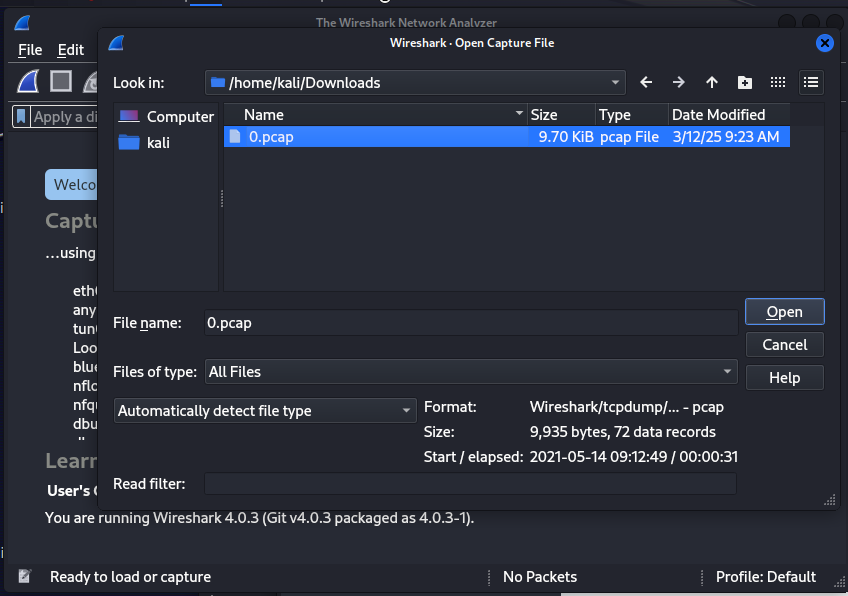 The Wireshark Network Analyzer
Wireshark · Open Capture File
File Edit
Look in: /home/kali/Downloads
Apply a di
Computer
kali
Name Size Type Date Modified
0.pcap 9.70 KiB pcap File 3/12/25 9:23 AM
Welco
Captu
...using
eth
any
tun
Loo
blue
nflo
nfqu
dbu
File name: 0.pcap
Open
Cancel
Files of type: All Files
Help
Automatically detect file type
Format: Wireshark/tcpdump/... - pcap
Size: 9,935 bytes, 72 data records
Start / elapsed: 2021-05-14 09:12:49 / 00:00:31
Read filter:
Learn
User's
You are running Wireshark 4.0.3 (Git v4.0.3 packaged as 4.0.3-1).
Ready to load or capture No Packets Profile: Default